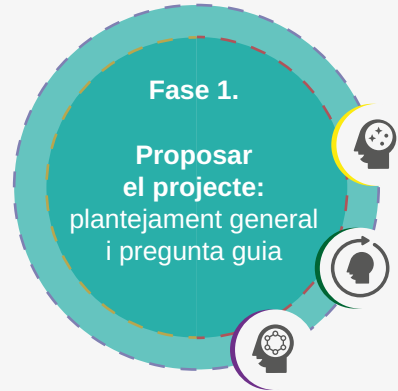 Fase 1.
Proposar
el projecte:
plantejament general
i pregunta guia